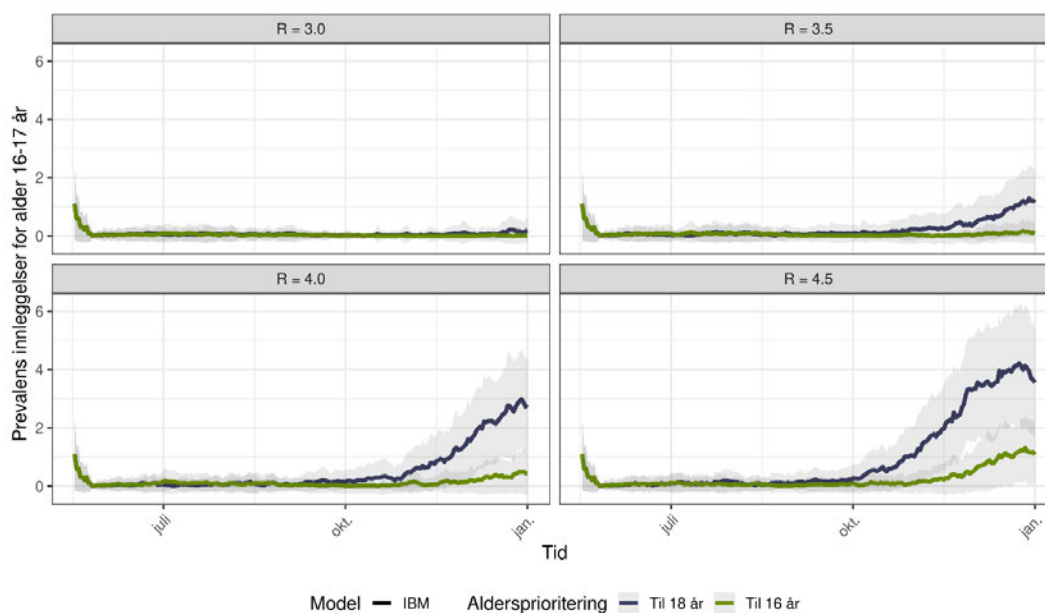 R = 3.0
R = 3.5
6
4
2
0
R = 4.0
R = 4.5
6
4
2
0
Prevalens innleggelser for alder 16-17 år
juli
okt.
jan.
juli
okt.
jan.
Tid
Model IBM Aldersprioritering Til 18 år Til 16 år